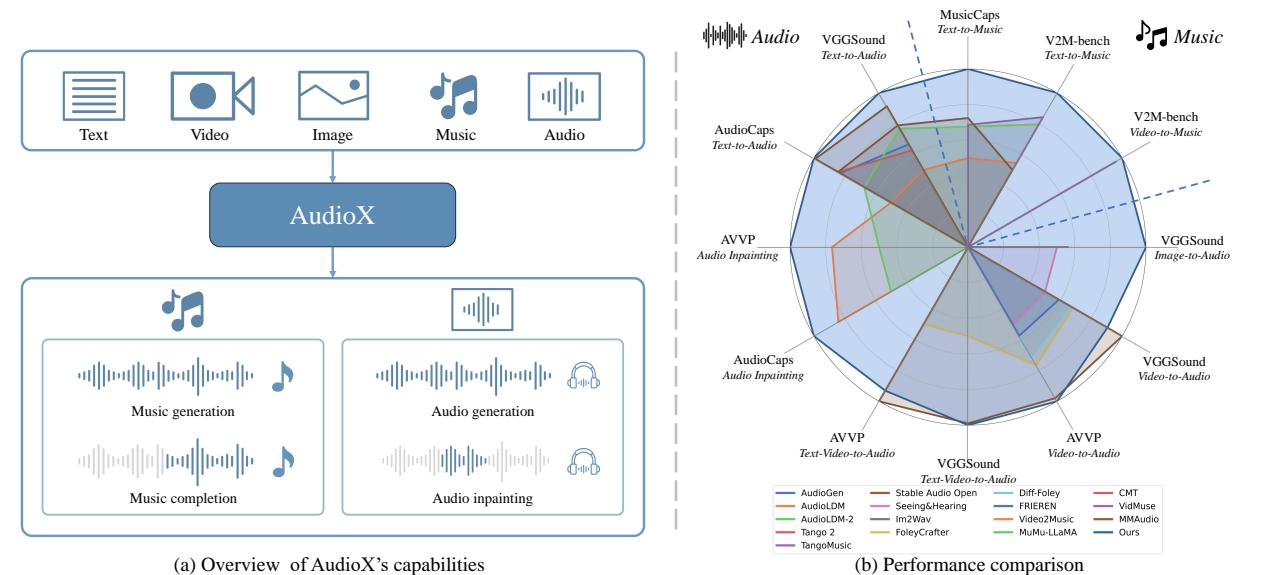 Text
Video
Image
Music
Audio
AudioX
Music generation
Audio generation
Music completion
Audio inpainting
(a) Overview of AudioX's capabilities
Audio
Music
MusicCaps
Text-to-Music
V2M-bench
Text-to-Music
V2M-bench
Video-to-Music
VGGSound
Image-to-Audio
VGGSound
Video-to-Audio
AVVP
Video-to-Audio
VGGSound
Text-Video-to-Audio
AVVP
Text-Video-to-Audio
AudioCaps
Audio Inpainting
AVVP
Audio Inpainting
AudioCaps
Text-to-Audio
VGGSound
Text-to-Audio
AudioGen
AudioLDM
AudioLDM-2
Tango 2
TangoMusic
Stable Audio Open
Seeing&Hearing
Im2Wav
FoleyCrafter
Diff-Foley
FRIEREN
Video2Music
MuMu-LLaMA
CMT
VidMuse
MMAudio
Ours
(b) Performance comparison